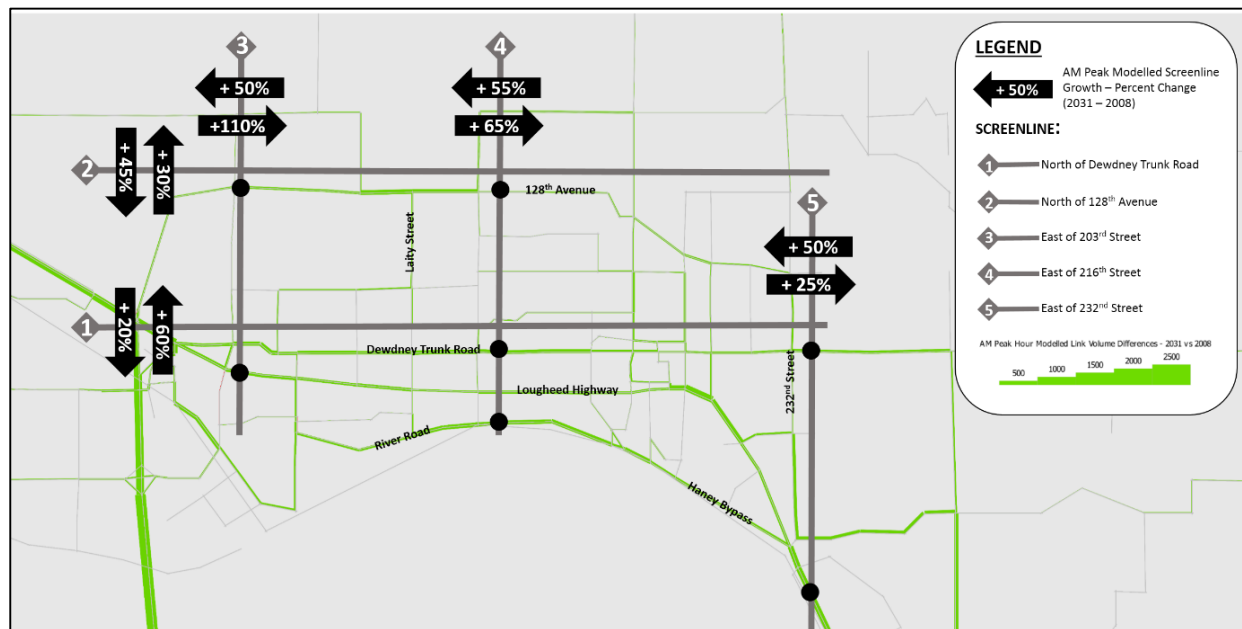 3
4
+ 50%
+ 55%
+110%
+ 65%
+ 45%
+ 30%
2
128th Avenue
5
Laity Street
+ 50%
+ 25%
+ 20%
+ 60%
1
Dewdney Trunk Road
Lougheed Highway
232nd Street
River Road
Haney Bypass
LEGEND
+ 50%
AM Peak Modelled Screenline
Growth – Percent Change
(2031 – 2008)
SCREENLINE:
1 North of Dewdney Trunk Road
2 North of 128th Avenue
3 East of 203rd Street
4 East of 216th Street
5 East of 232nd Street
AM Peak Hour Modelled Link Volume Differences - 2031 vs 2008
500 1000 1500 2000 2500